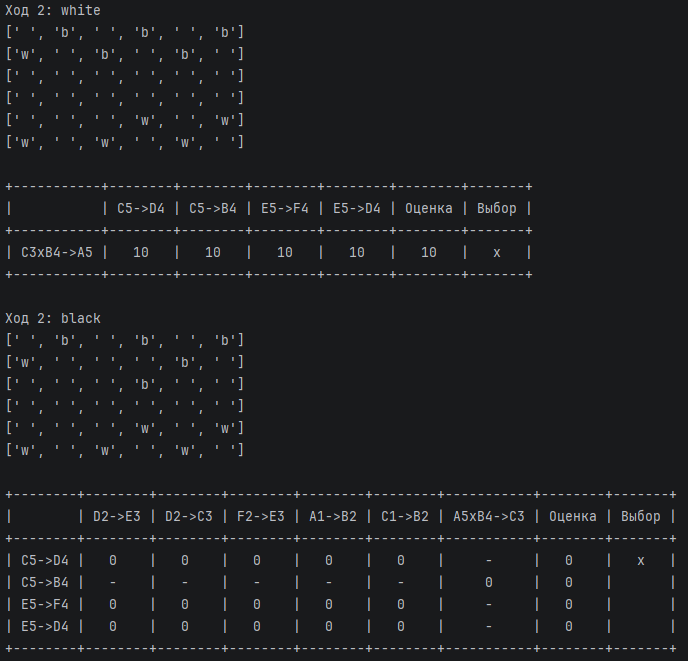 Ход 2: white
[' ', 'b', ' ', 'b', ' ', 'b']
['w', ' ', 'b', ' ', 'b', ' ']
[' ', ' ', ' ', ' ', ' ', ' ']
[' ', ' ', ' ', ' ', ' ', ' ']
[' ', ' ', ' ', 'w', ' ', 'w']
['w', ' ', 'w', ' ', 'w', ' ']
+-----------+--------+--------+--------+--------+--------+-------+
|           | C5->D4 | C5->B4 | E5->F4 | E5->D4 | Оценка | Выбор |
+-----------+--------+--------+--------+--------+--------+-------+
| C3xB4->A5 |   10   |   10   |   10   |   10   |   10   |   x   |
+-----------+--------+--------+--------+--------+--------+-------+
Ход 2: black
[' ', 'b', ' ', 'b', ' ', 'b']
['w', ' ', ' ', ' ', 'b', ' ']
[' ', ' ', ' ', 'b', ' ', ' ']
[' ', ' ', ' ', ' ', ' ', ' ']
[' ', ' ', ' ', 'w', ' ', 'w']
['w', ' ', 'w', ' ', 'w', ' ']
+--------+--------+--------+--------+--------+--------+-----------+--------+-------+
|        | D2->E3 | D2->C3 | F2->E3 | A1->B2 | C1->B2 | A5xB4->C3 | Оценка | Выбор |
+--------+--------+--------+--------+--------+--------+-----------+--------+-------+
| C5->D4 |   0    |   0    |   0    |   0    |   0    |     -     |   0    |   x   |
| C5->B4 |   -    |   -    |   -    |   -    |   -    |     0     |   0    |       |
| E5->F4 |   0    |   0    |   0    |   0    |   0    |     -     |   0    |       |
| E5->D4 |   0    |   0    |   0    |   0    |   0    |     -     |   0    |       |
+--------+--------+--------+--------+--------+--------+-----------+--------+-------+